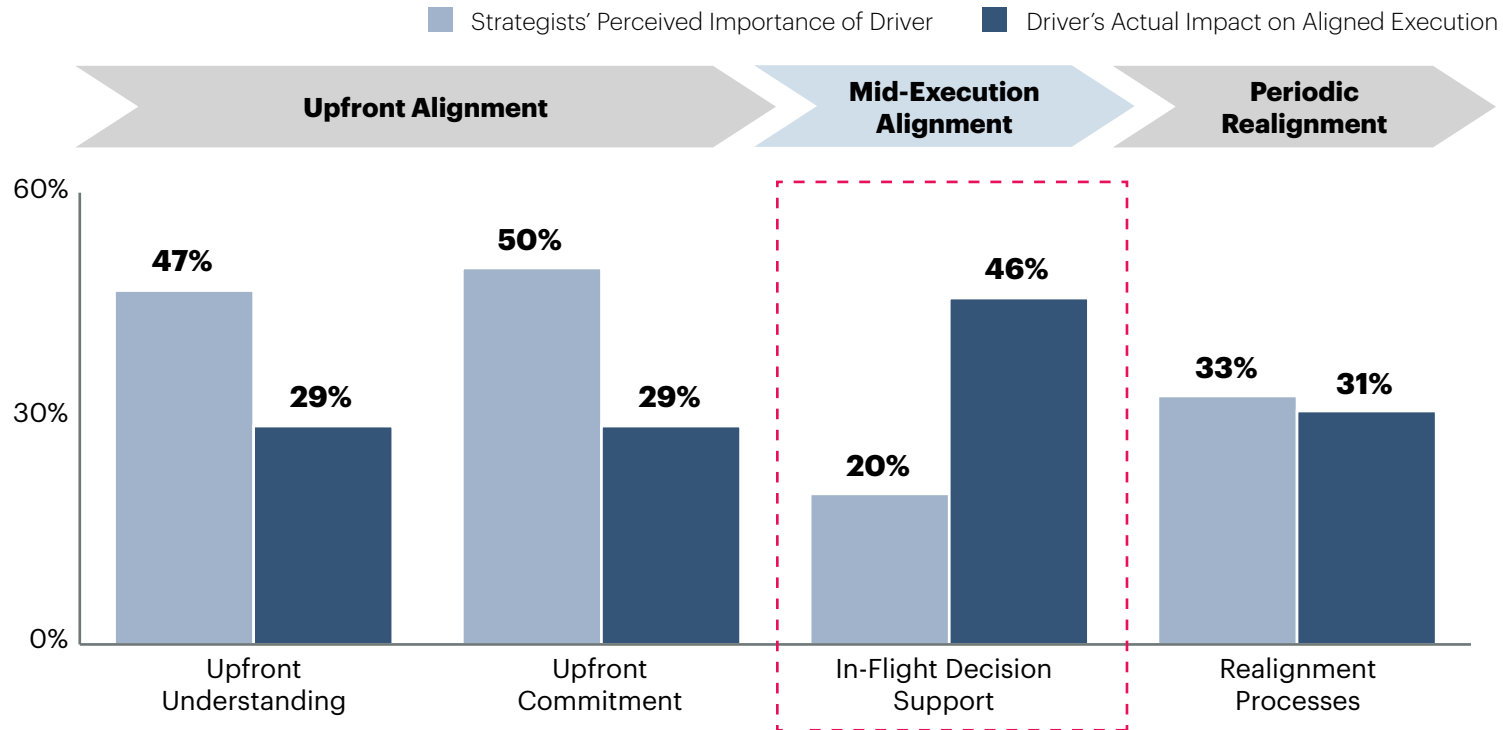 Strategists’ Perceived Importance of Driver
Driver’s Actual Impact on Aligned Execution
Upfront Alignment
Mid-Execution
Alignment
Periodic
Realignment
60%
30%
0%
47%
29%
50%
29%
20%
46%
33%
31%
Upfront
Understanding
Upfront
Commitment
In-Flight Decision
Support
Realignment
Processes